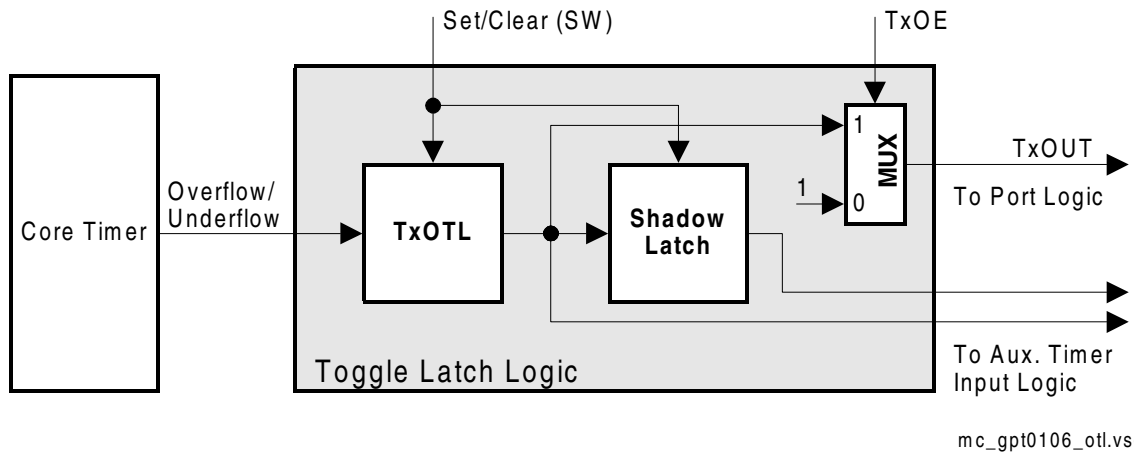 Set/Clear (SW)
TxOE
Core Timer
Overflow/
Underflow
TxOTL
Shadow
Latch
1
MUX
1
0
TxOUT
To Port Logic
Toggle Latch Logic
To Aux. Timer
Input Logic
mc_gpt0106_otl.vs